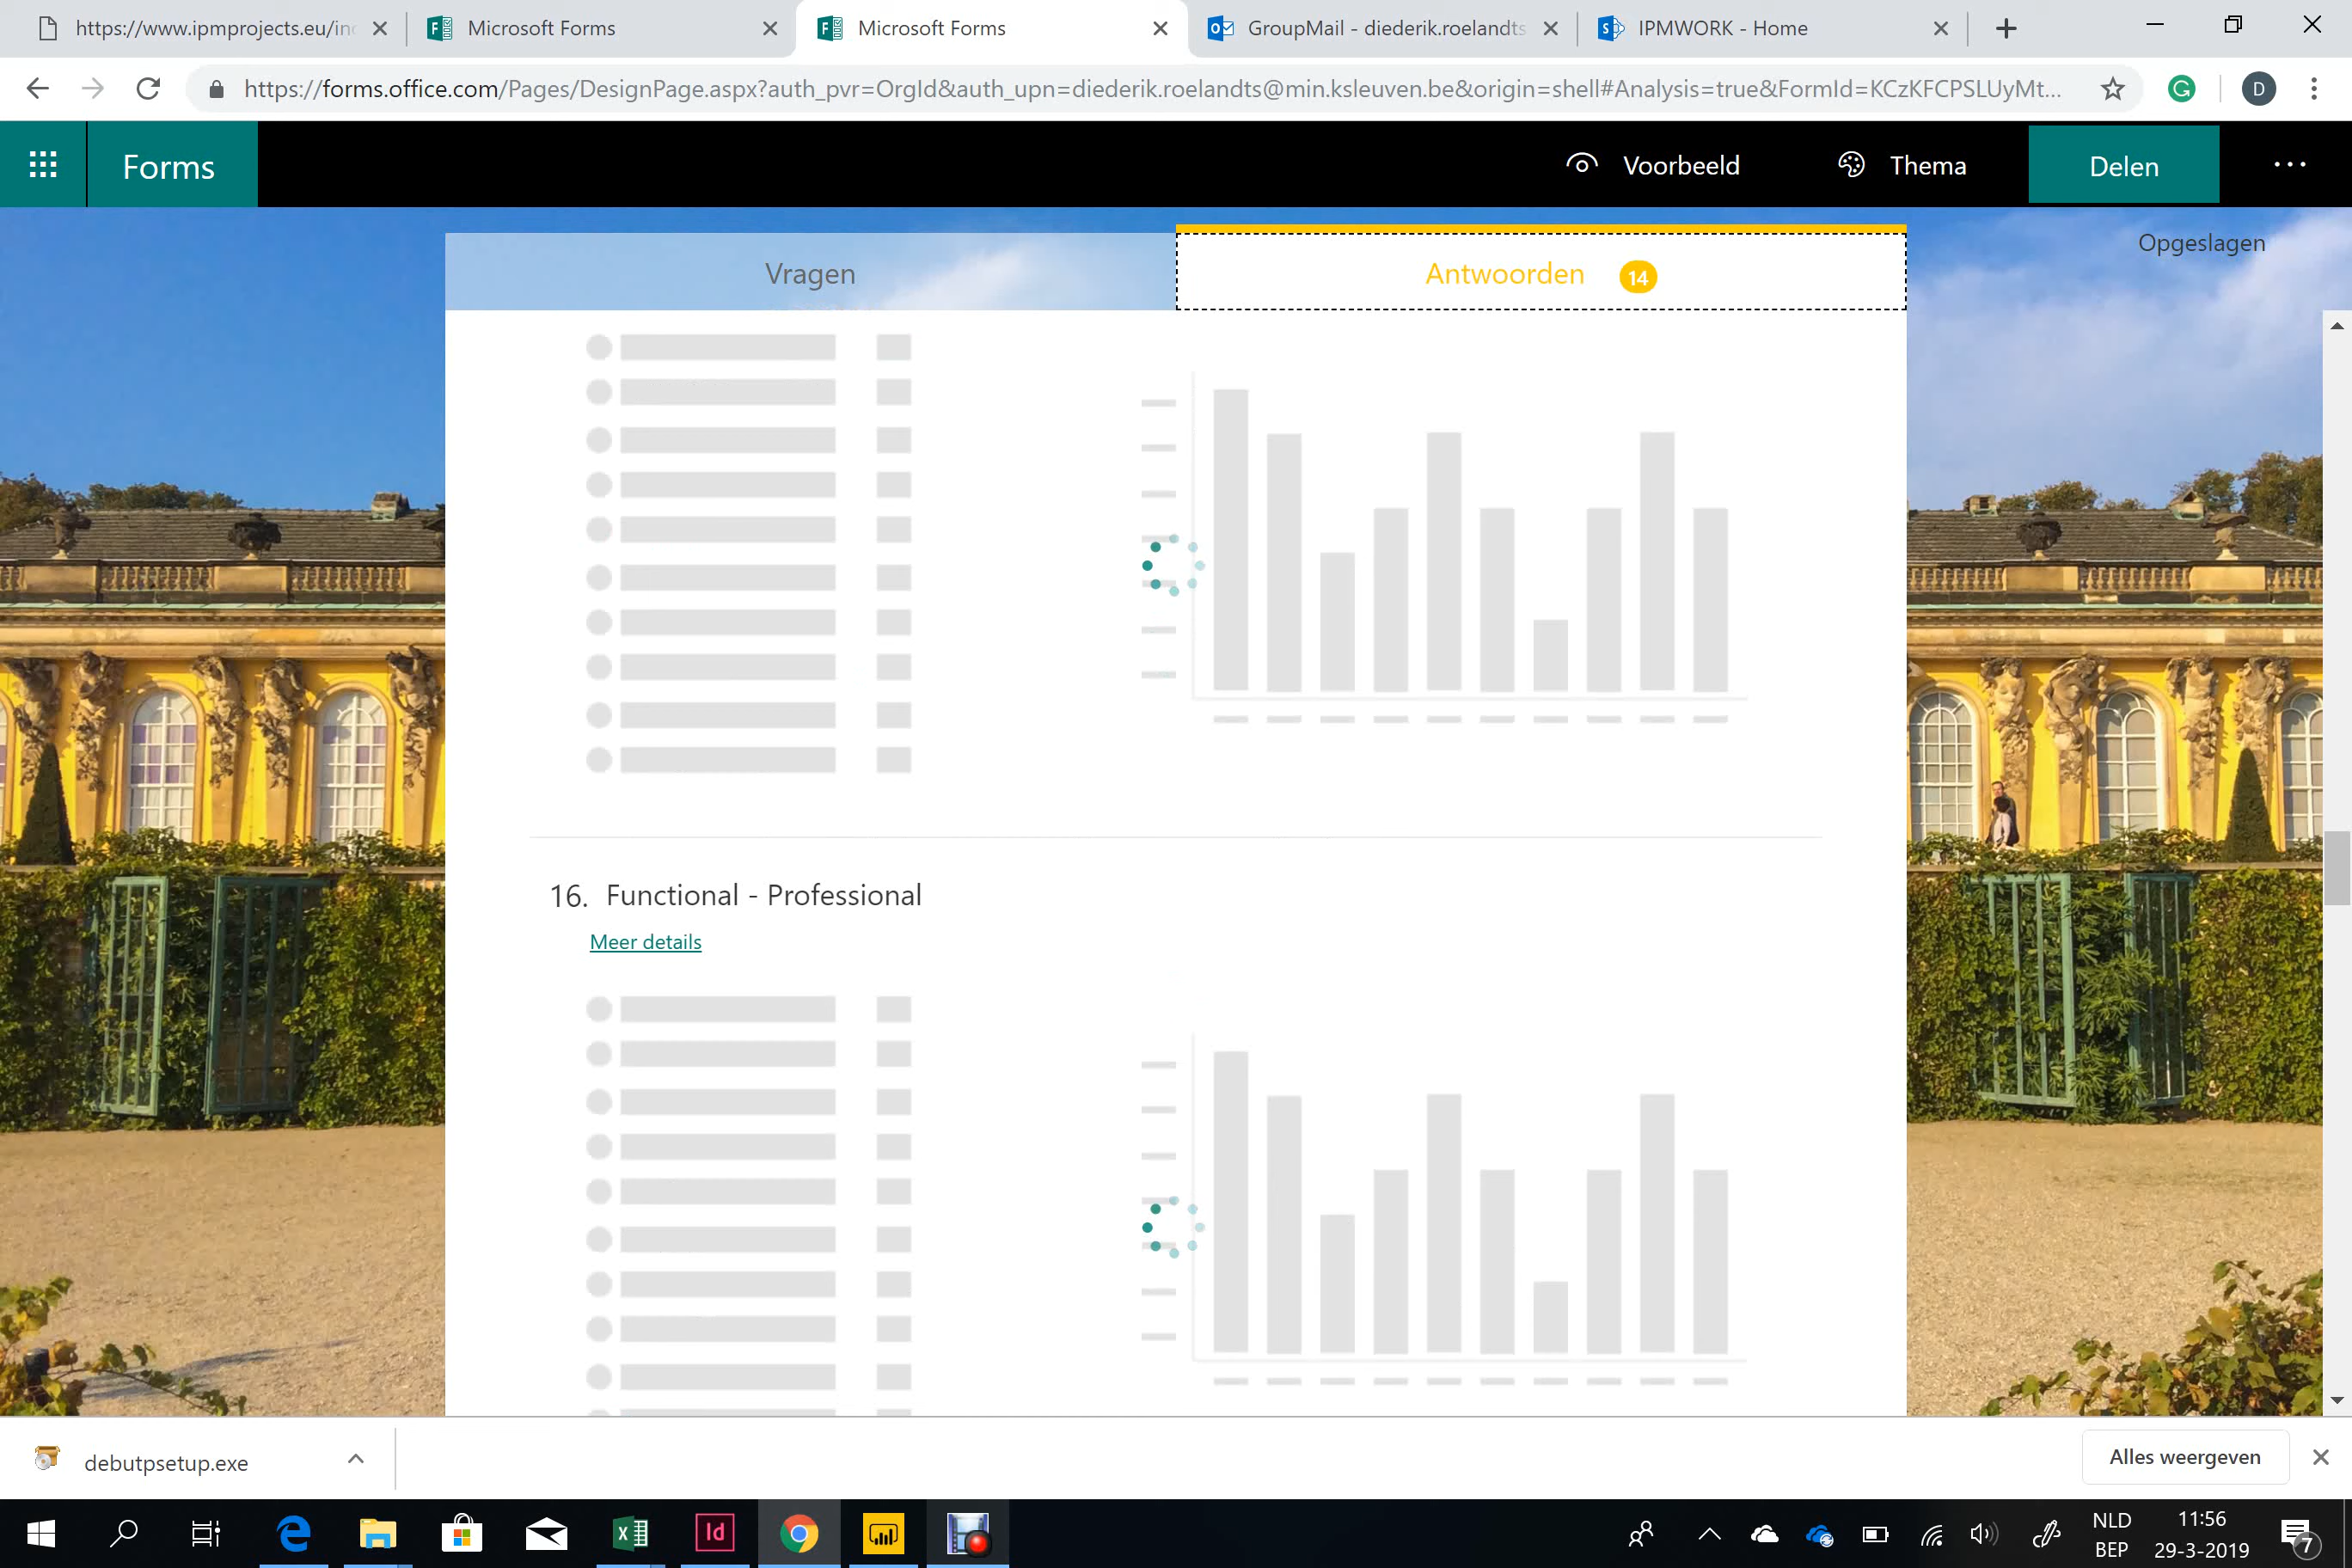 https://www.ipmprojects.eu/in
Microsoft Forms
Microsoft Forms
GroupMail - diederik.roelandts
IPMWORK - Home
https://forms.office.com/Pages/DesignPage.aspx?auth_pvr=OrgId&auth_upn=diederik.roelandts@min.ksleuven.be&origin=shell#Analysis=true&FormId=KCzKFCPSLUyMt...
D
Forms
Voorbeeld
Thema
Delen
Opgeslagen
Vragen
Antwoorden 14
16. Functional - Professional
Meer details
debutpsetup.exe
Alles weergeven
NLD
BEP
11:56
29-3-2019
7